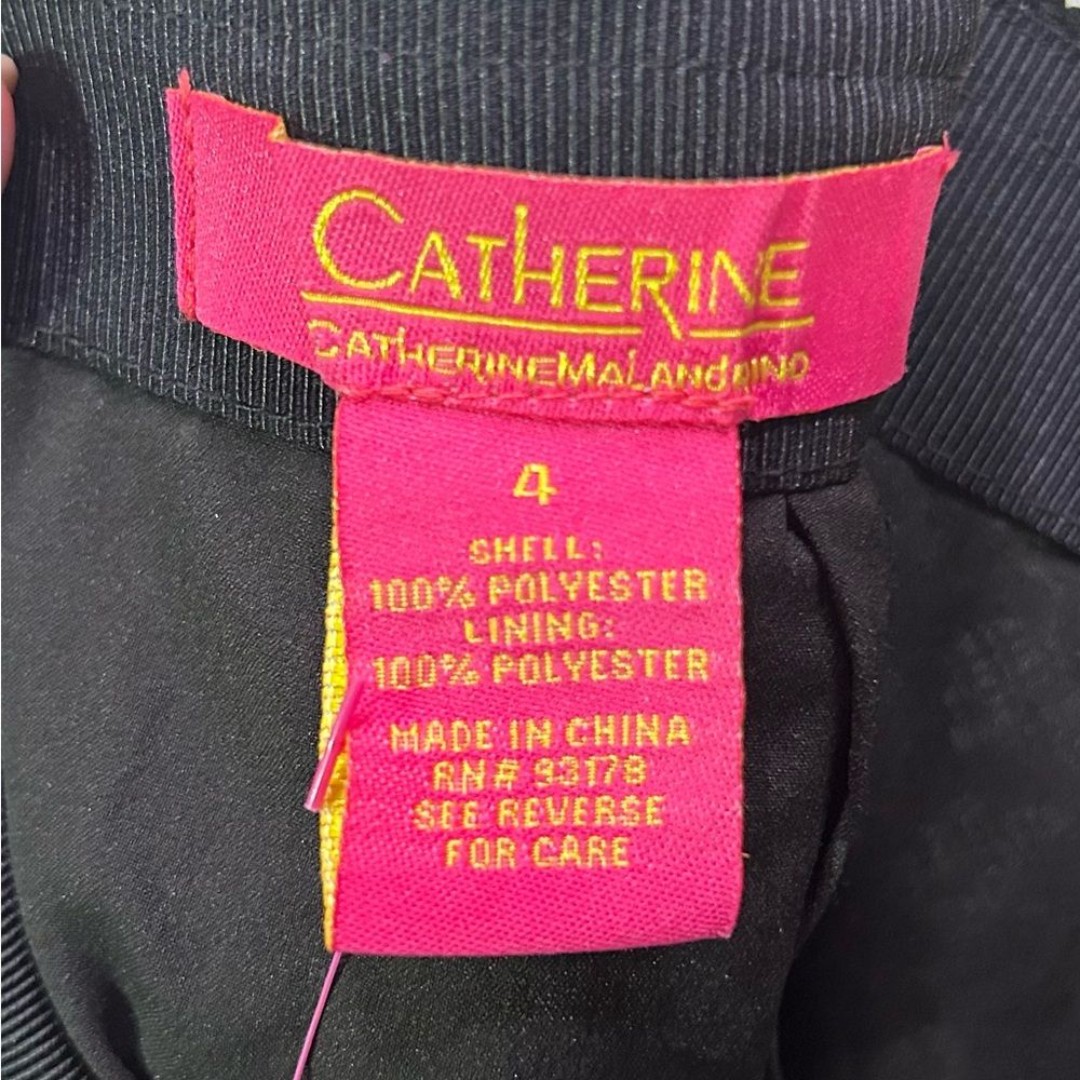 CATHERINE
CATHERINEMALANdRINO
4
SHELL:
100% POLYESTER
LINING:
100% POLYESTER
MADE IN CHINA
RN# 93178
SEE REVERSE
FOR CARE